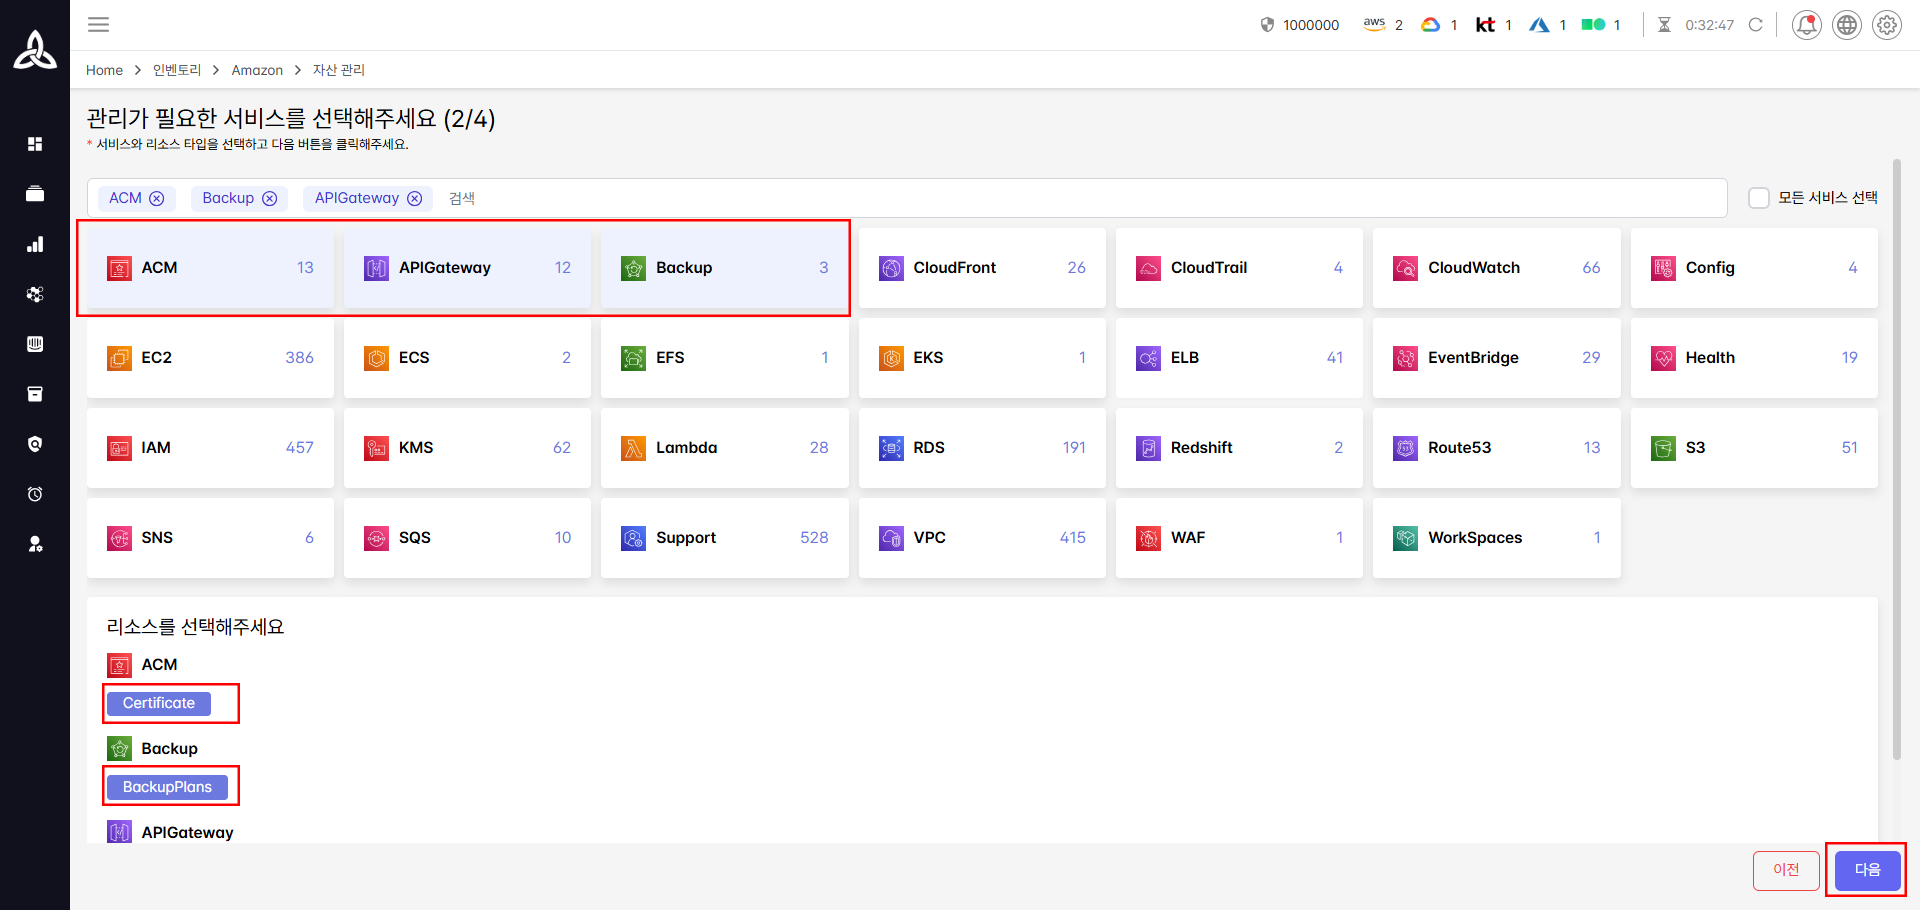 1000000 aws 2 1 kt 1 1 1 0:32:47
Home > 인벤토리 > Amazon > 자산 관리
관리가 필요한 서비스를 선택해주세요 (2/4)
* 서비스와 리소스 타입을 선택하고 다음 버튼을 클릭해주세요.
ACM Backup APIGateway 검색 모든 서비스 선택
ACM 13 APIGateway 12 Backup 3 CloudFront 26 CloudTrail 4 CloudWatch 66 Config 4
EC2 386 ECS 2 EFS 1 EKS 1 ELB 41 EventBridge 29 Health 19
IAM 457 KMS 62 Lambda 28 RDS 191 Redshift 2 Route53 13 S3 51
SNS 6 SQS 10 Support 528 VPC 415 WAF 1 WorkSpaces 1
리소스를 선택해주세요
ACM
Certificate
Backup
BackupPlans
APIGateway
이전 다음